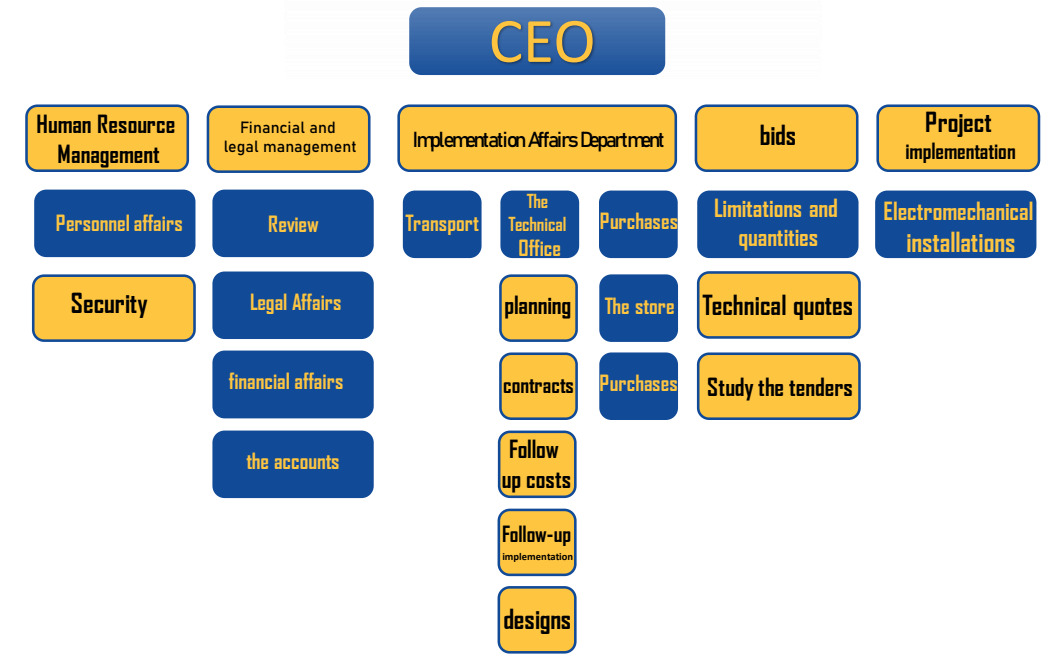 CEO
Human Resource
Management
Financial and
legal management
Implementation Affairs Department
bids
Project
implementation
Personnel affairs
Review
Transport
The
Technical
Office
Purchases
Limitations and
quantities
Electromechanical
installations
Security
Legal Affairs
planning
The store
Technical quotes
financial affairs
contracts
Purchases
Study the tenders
the accounts
Follow
up costs
Follow-up
implementation
designs